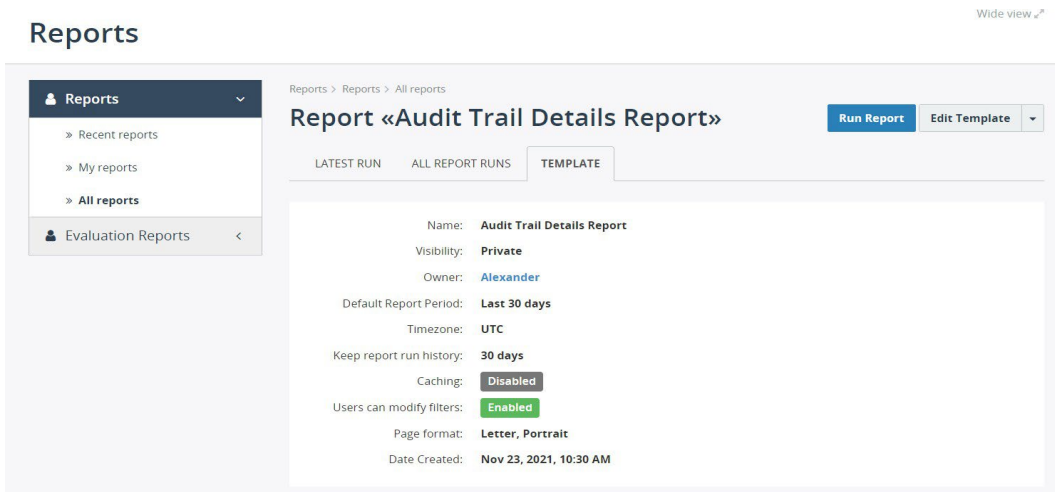 Wide view
Reports
Reports
» Recent reports
» My reports
» All reports
Evaluation Reports
Reports > Reports > All reports
Report «Audit Trail Details Report»
Run Report
Edit Template
LATEST RUN
ALL REPORT RUNS
TEMPLATE
Name: Audit Trail Details Report
Visibility: Private
Owner: Alexander
Default Report Period: Last 30 days
Timezone: UTC
Keep report run history: 30 days
Caching: Disabled
Users can modify filters: Enabled
Page format: Letter, Portrait
Date Created: Nov 23, 2021, 10:30 AM